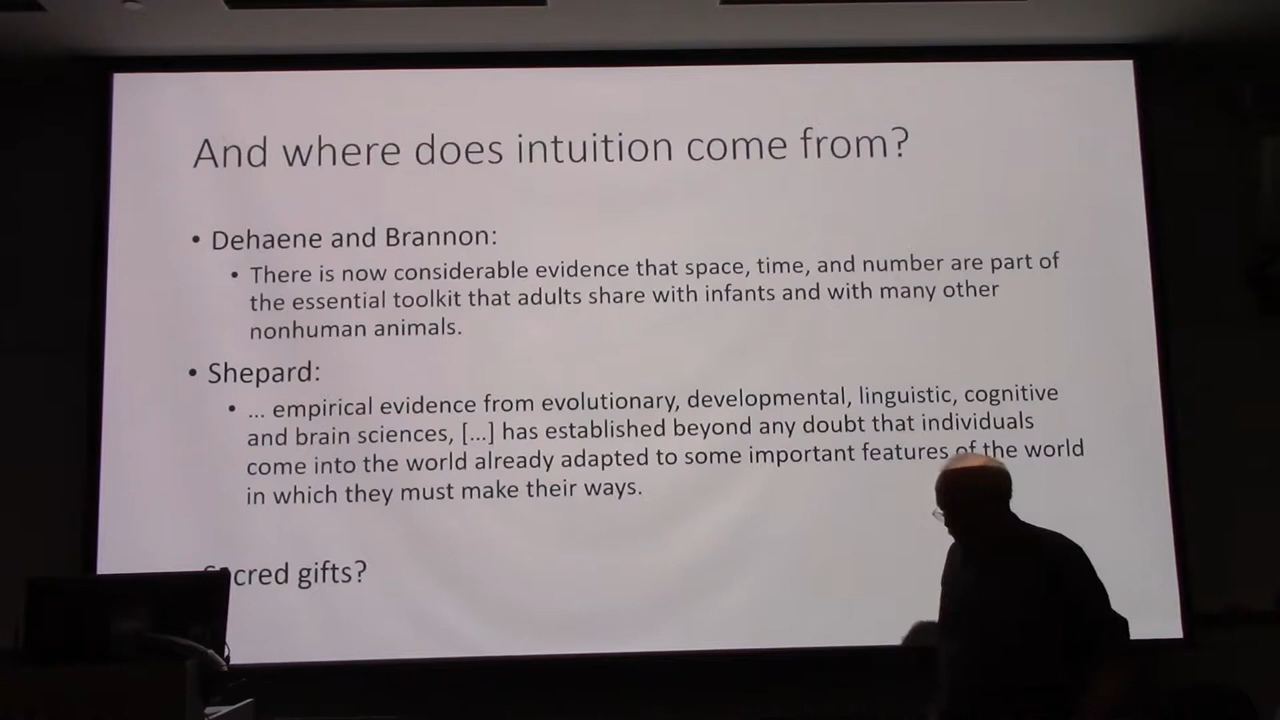 And where does intuition come from?
• Dehaene and Brannon:
• There is now considerable evidence that space, time, and number are part of
the essential toolkit that adults share with infants and with many other
nonhuman animals.
• Shepard:
• ... empirical evidence from evolutionary, developmental, linguistic, cognitive
and brain sciences, [...] has established beyond any doubt that individuals
come into the world already adapted to some important features of the world
in which they must make their ways.
Sacred gifts?